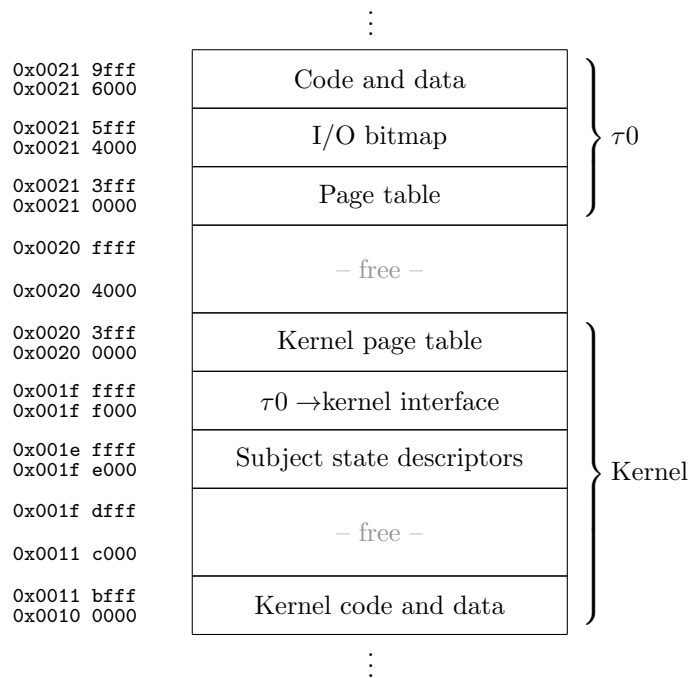 ⋮
0x0021 9fff
0x0021 6000
Code and data
0x0021 5fff
0x0021 4000
I/O bitmap
τ0
0x0021 3fff
0x0021 0000
Page table
0x0020 ffff
– free –
0x0020 4000
0x0020 3fff
0x0020 0000
Kernel page table
0x001f ffff
0x001f f000
τ0 →kernel interface
0x001e ffff
0x001f e000
Subject state descriptors
Kernel
0x001f dfff
– free –
0x0011 c000
0x0011 bfff
0x0010 0000
Kernel code and data
⋮